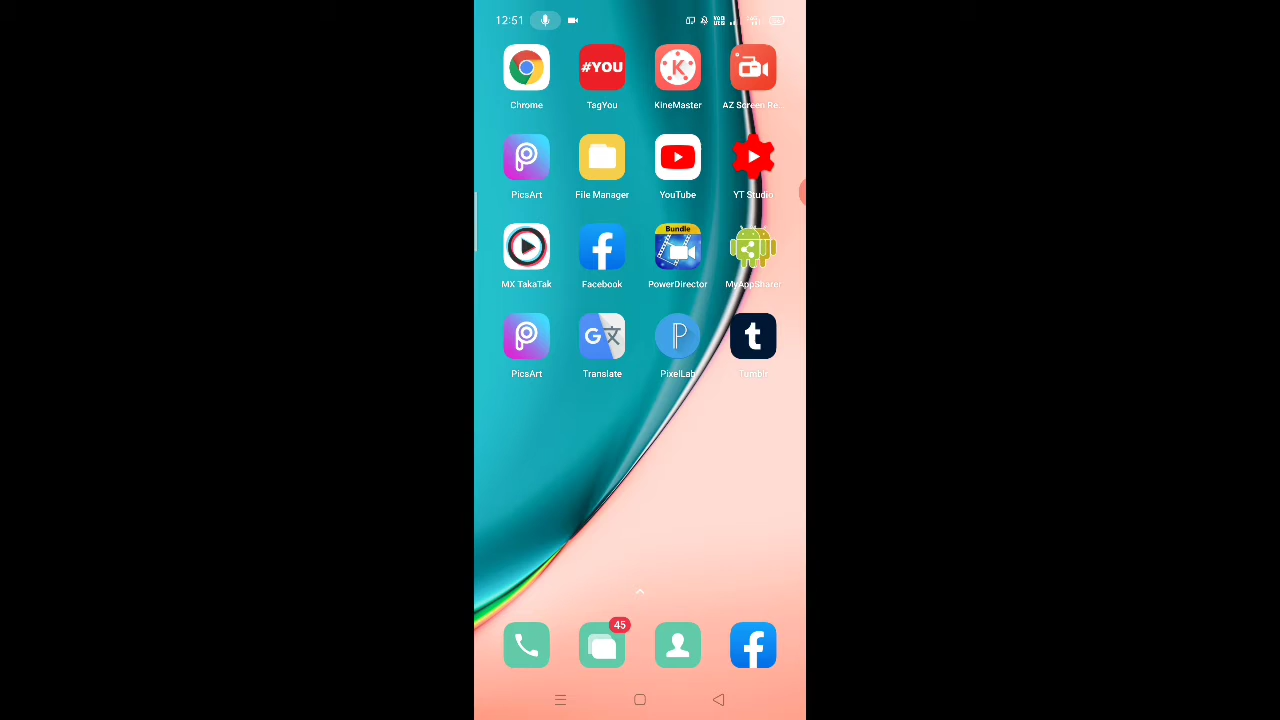 12:51
#YOU
K
Chrome TagYou KineMaster AZ Screen Re...
PicsArt File Manager YouTube YT Studio
Bundle
MX TakaTak Facebook PowerDirector MyAppSharer
G
PicsArt Translate PixelLab Tumblr
45